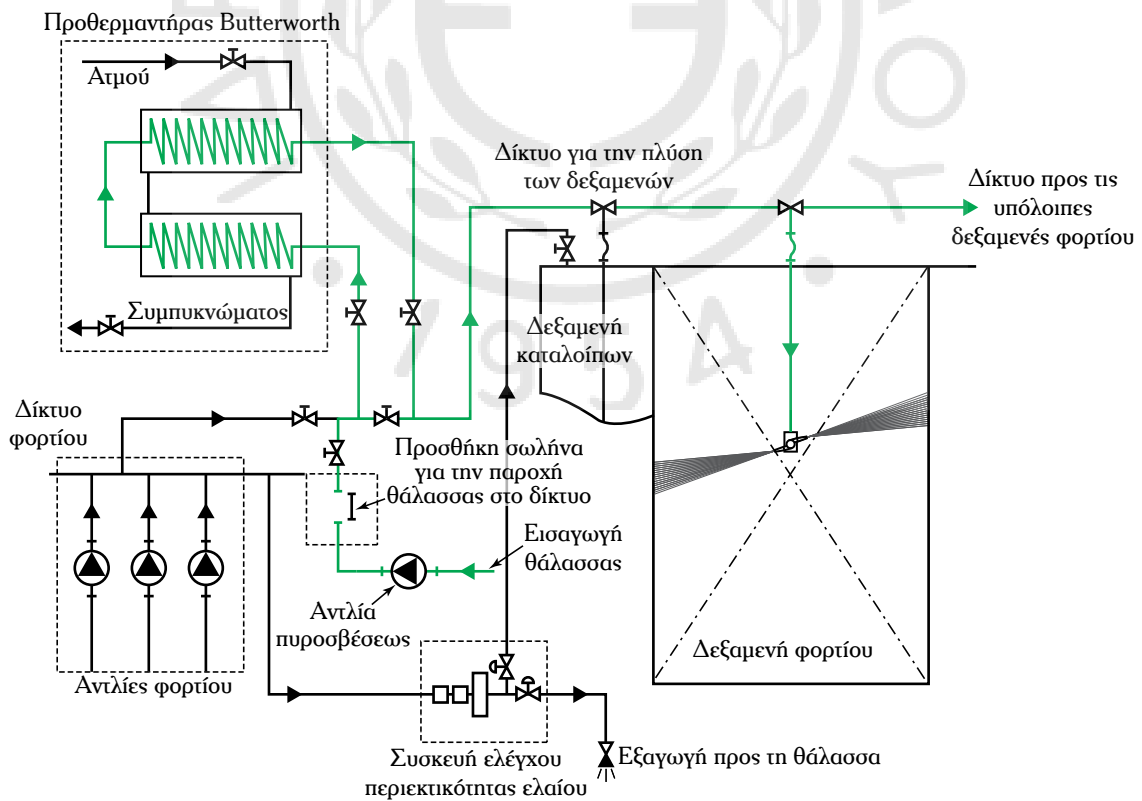 Προθερμαντήρας Butterworth
Ατμού
Συμπυκνώματος
Δίκτυο για την πλύση
των δεξαμενών
Δίκτυο προς τις
υπόλοιπες
δεξαμενές φορτίου
Δεξαμενή
καταλοίπων
Δίκτυο
φορτίου
Προσθήκη σωλήνα
για την παροχή
θάλασσας στο δίκτυο
Εισαγωγή
θάλασσας
Αντλία
πυροσβέσεως
Αντλίες φορτίου
Δεξαμενή φορτίου
Συσκευή ελέγχου
περιεκτικότητας ελαίου
Εξαγωγή προς τη θάλασσα
1954